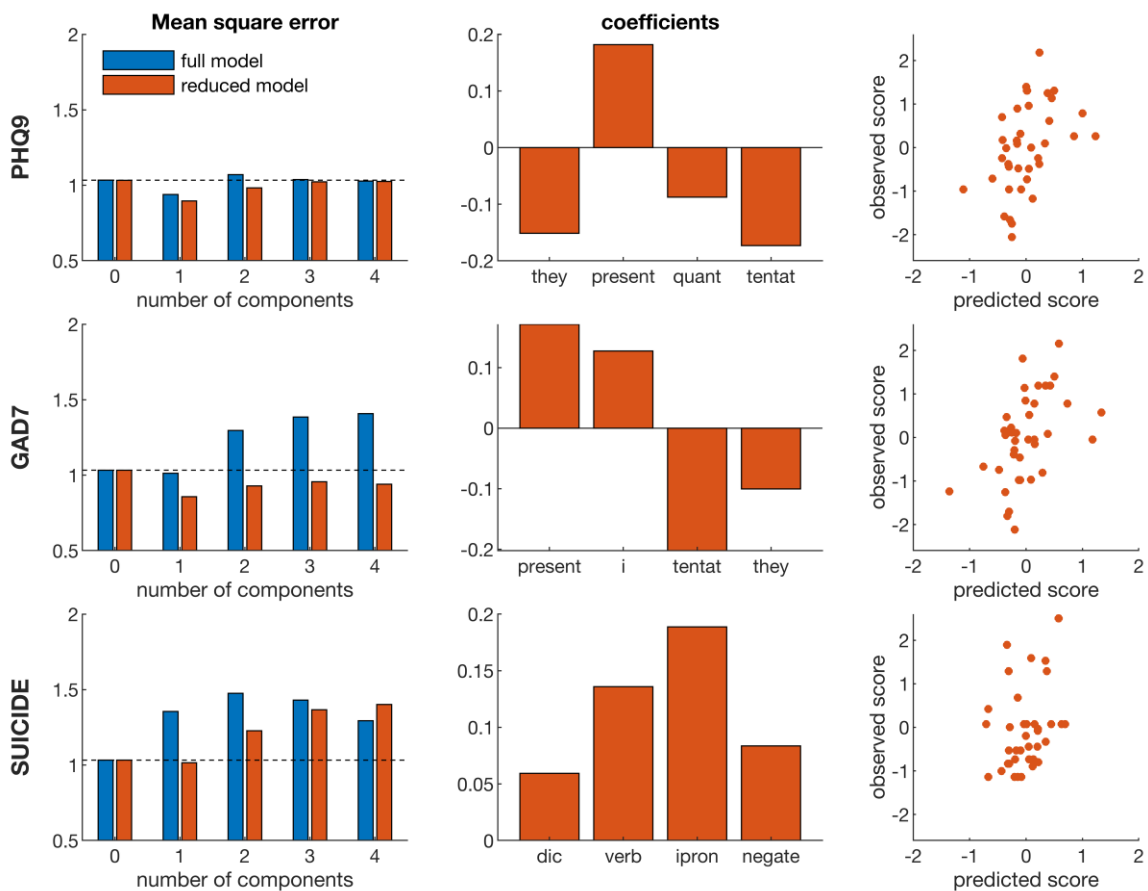 Mean square error
coefficients
full model
reduced model
PHQ9
2
1.5
1
0.5
0 1 2 3 4
number of components
0.2
0.1
0
-0.1
-0.2
they present quant tentat
observed score
2
1
0
-1
-2
-2 -1 0 1 2
predicted score
GAD7
2
1.5
1
0.5
0 1 2 3 4
number of components
0.1
0
-0.1
-0.2
present i tentat they
observed score
2
1
0
-1
-2
-2 -1 0 1 2
predicted score
SUICIDE
2
1.5
1
0.5
0 1 2 3 4
number of components
0.2
0.15
0.1
0.05
0
dic verb ipron negate
observed score
2
1
0
-1
-2
-2 -1 0 1 2
predicted score